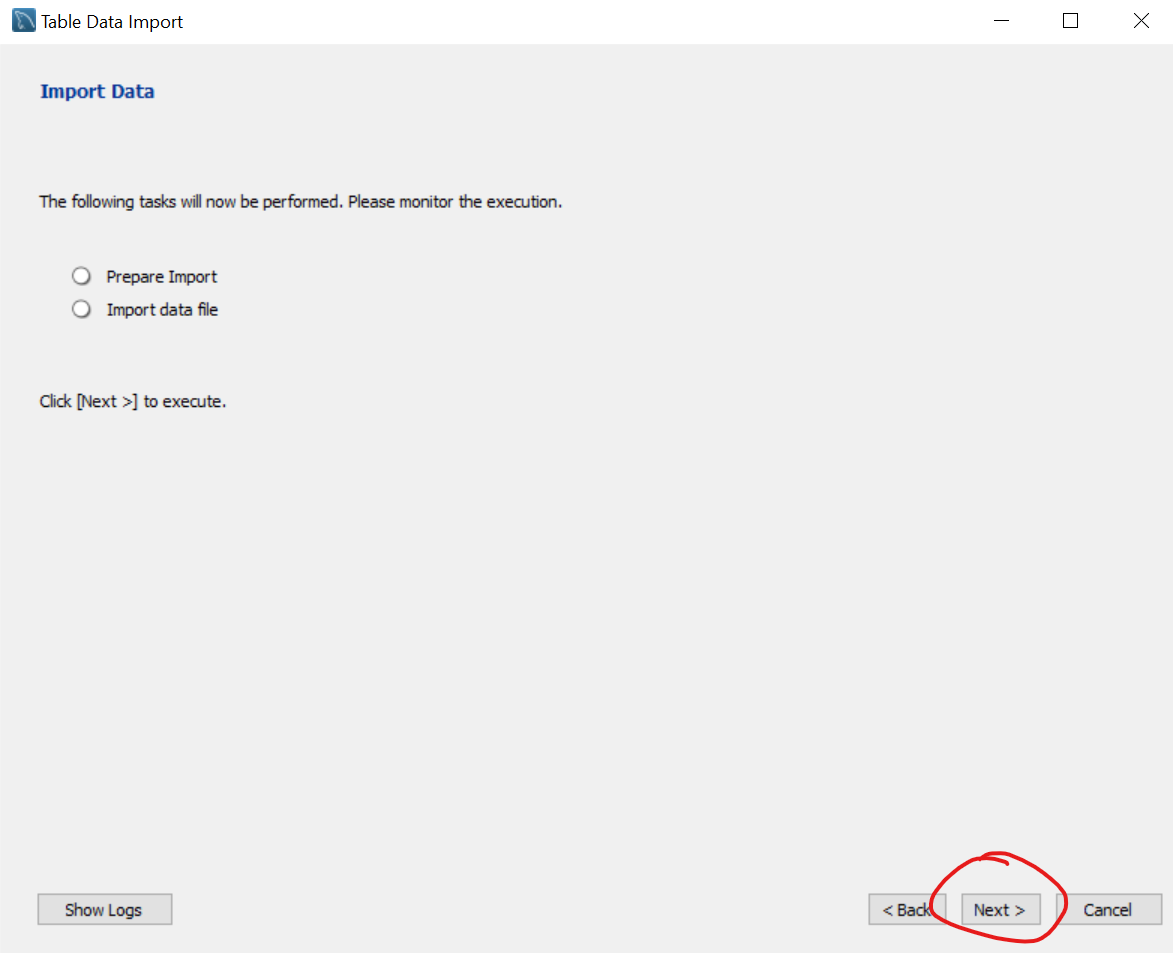 Table Data Import
Import Data
The following tasks will now be performed. Please monitor the execution.
Prepare Import
Import data file
Click [Next >] to execute.
Show Logs
< Back
Next >
Cancel